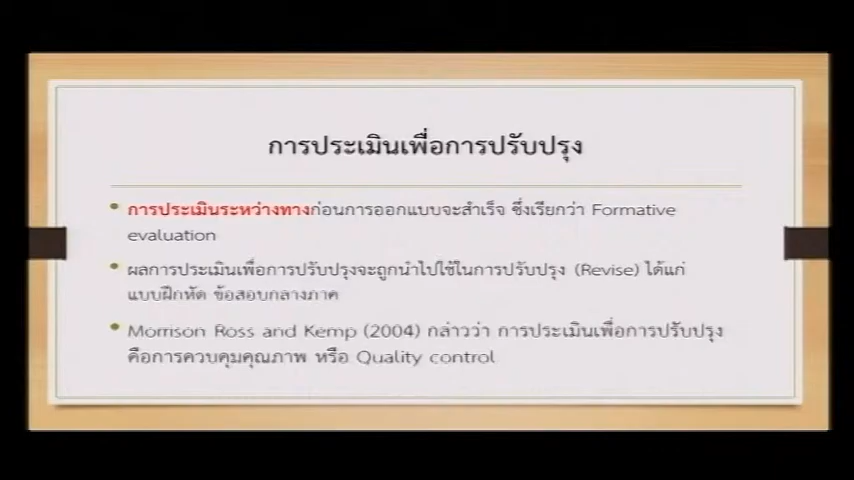 การประเมินเพื่อการปรับปรุง
การประเมินระหว่างทางก่อนการออกแบบจะสำเร็จ ซึ่งเรียกว่า Formative
evaluation
ผลการประเมินเพื่อการปรับปรุงจะถูกนำไปใช้ในการปรับปรุง (Revise) ได้แก่
แบบฝึกหัด ข้อสอบกลางภาค
Morrison Ross and Kemp (2004) กล่าวว่า การประเมินเพื่อการปรับปรุง
คือการควบคุมคุณภาพ หรือ Quality control